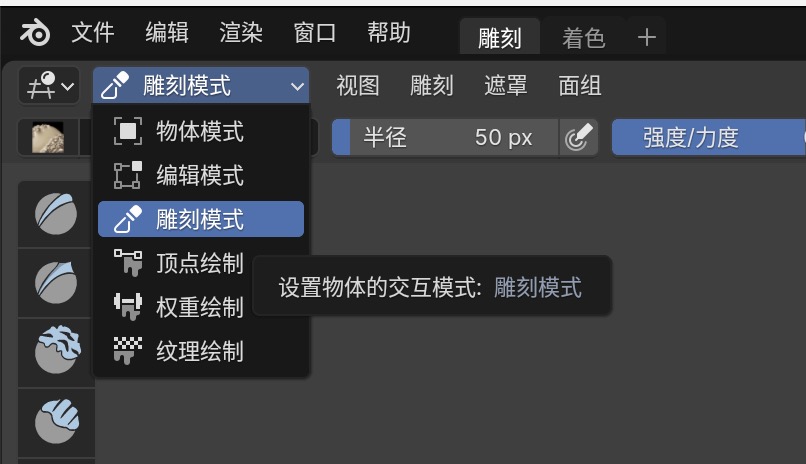 文件 编辑 渲染 窗口 帮助 雕刻 着色 +
雕刻模式 视图 雕刻 遮罩 面组
半径 50 px 强度/力度
物体模式
编辑模式
雕刻模式
顶点绘制
设置物体的交互模式: 雕刻模式
权重绘制
纹理绘制